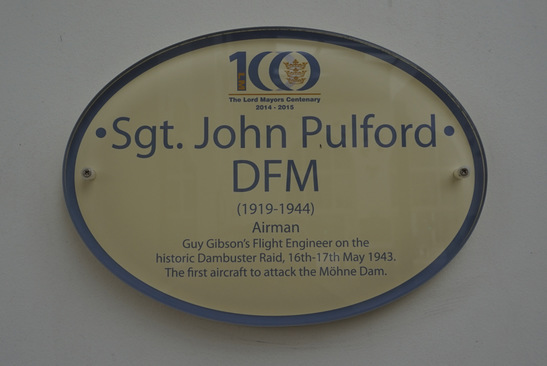 100
The Lord Mayors Centenary
2014 - 2015
•Sgt. John Pulford•
DFM
(1919-1944)
Airman
Guy Gibson's Flight Engineer on the
historic Dambuster Raid, 16th-17th May 1943.
The first aircraft to attack the Möhne Dam.